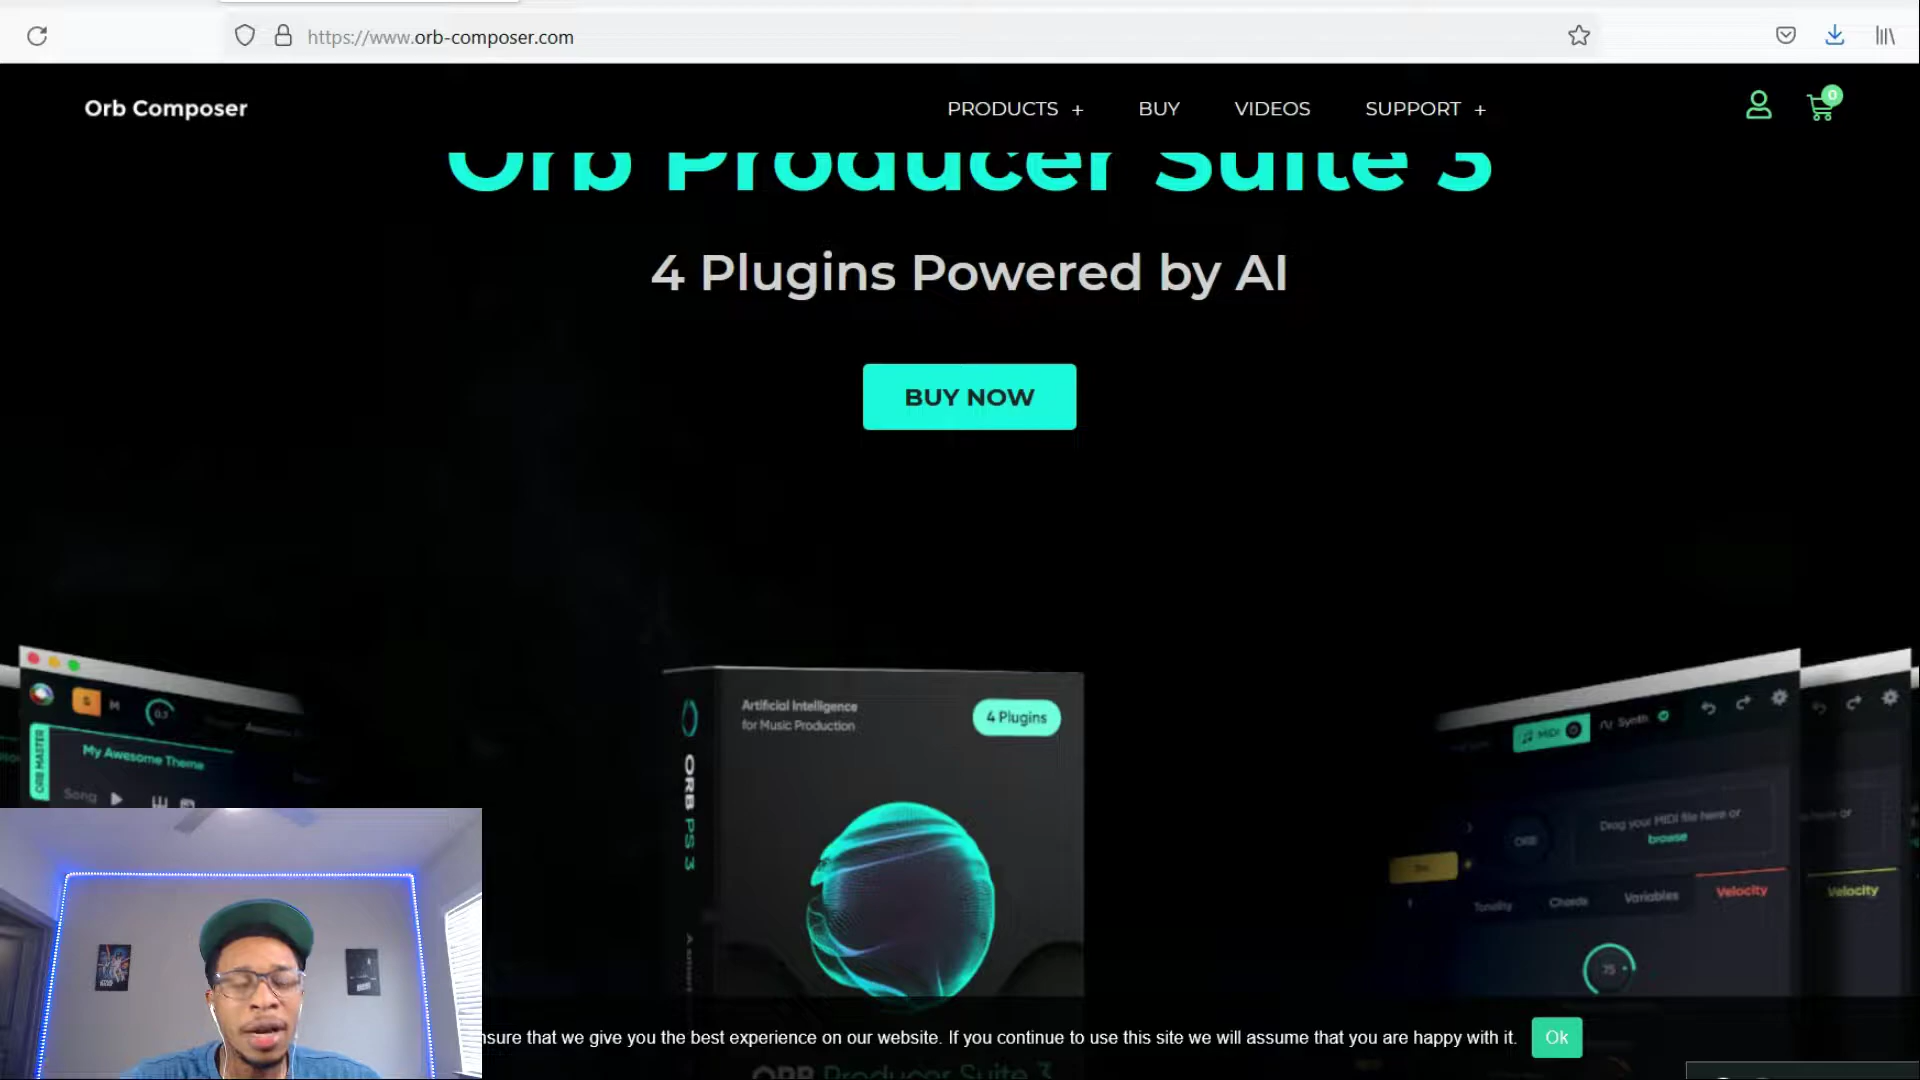 https://www.orb-composer.com
Orb Composer
PRODUCTS +
BUY
VIDEOS
SUPPORT +
0
Orb Producer Suite 3
4 Plugins Powered by AI
BUY NOW
S M
My Awesome Theme
ORB MASTER
Song
Artificial Intelligence
for Music Production
4 Plugins
ORB PS 3
MIDI
Synth
Drag your MIDI file here or
browse
ORB
Tonality
Chords
Variables
Velocity
Velocity
75
that we give you the best experience on our website. If you continue to use this site we will assume that you are happy with it.
Ok
ORB Producer Suite 3